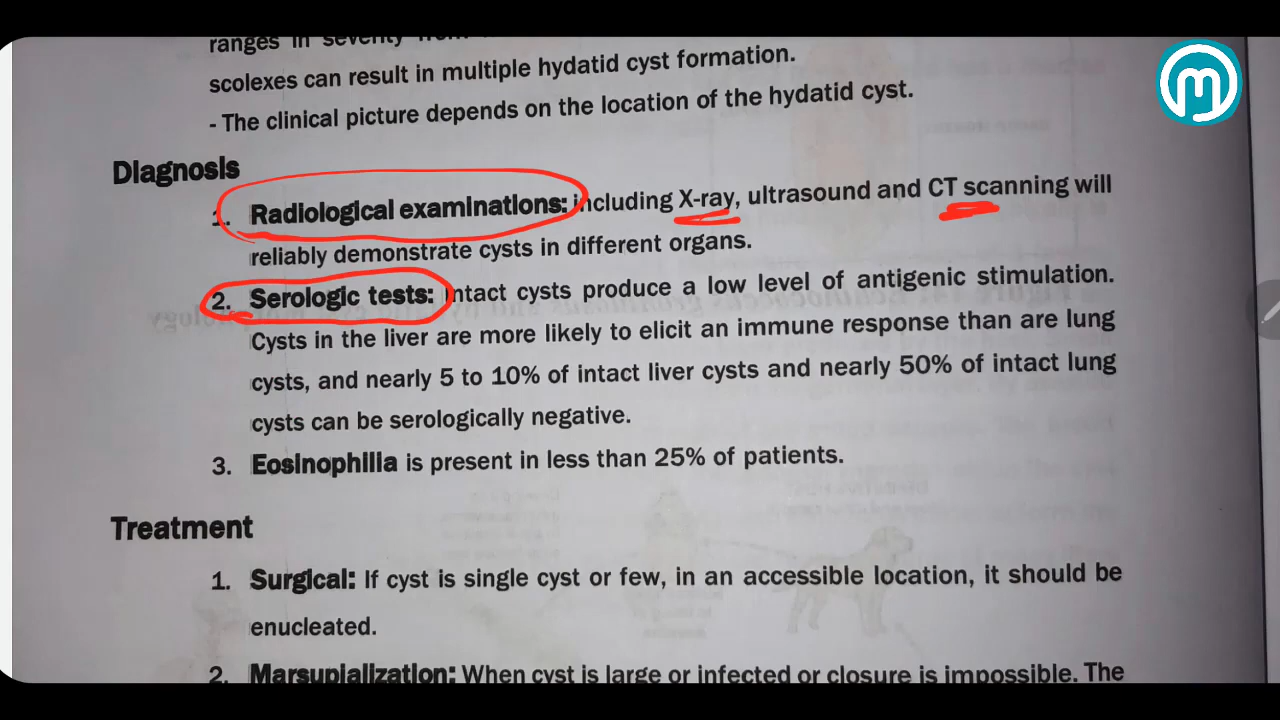 ranges in severity from
scolexes can result in multiple hydatid cyst formation.
- The clinical picture depends on the location of the hydatid cyst.
Diagnosis
1. Radiological examinations: including X-ray, ultrasound and CT scanning will
reliably demonstrate cysts in different organs.
2. Serologic tests: Intact cysts produce a low level of antigenic stimulation.
Cysts in the liver are more likely to elicit an immune response than are lung
cysts, and nearly 5 to 10% of intact liver cysts and nearly 50% of intact lung
cysts can be serologically negative.
3. Eosinophilia is present in less than 25% of patients.
Treatment
1. Surgical: If cyst is single cyst or few, in an accessible location, it should be
enucleated.
2. Marsupialization: When cyst is large or infected or closure is impossible. The